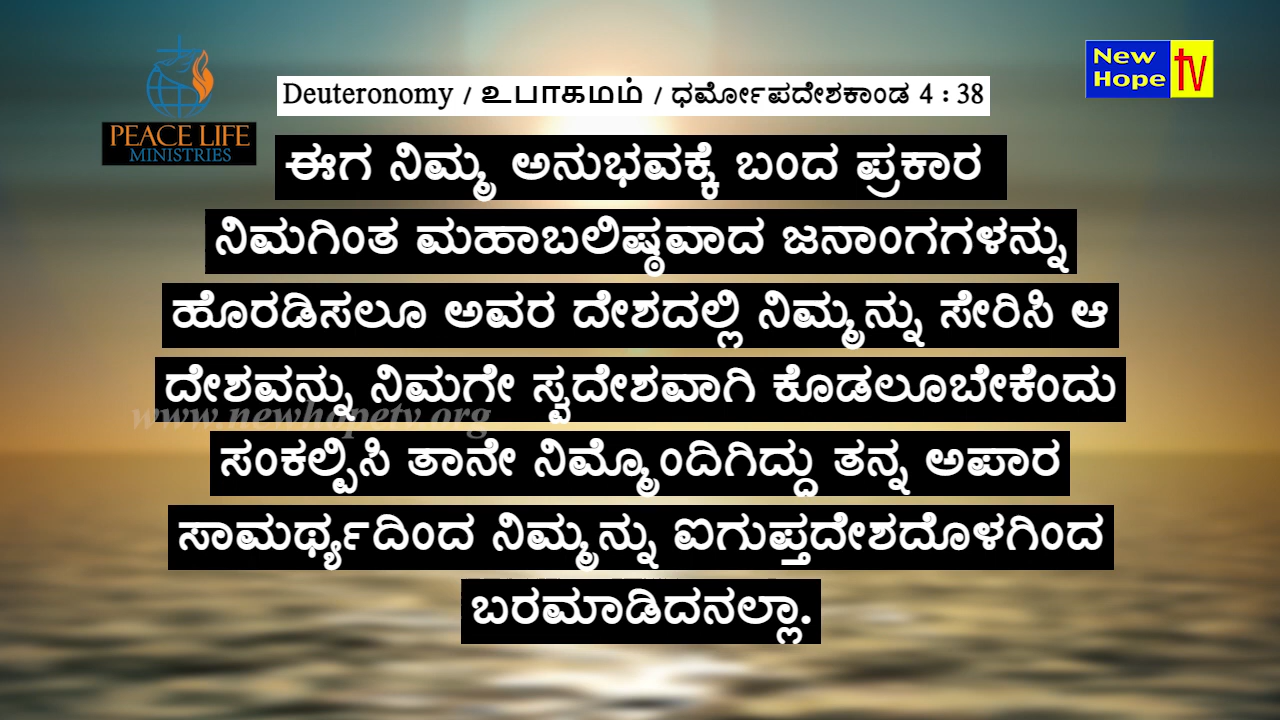 PEACE LIFE
MINISTRIES
New
Hope
tv
Deuteronomy / உபாகமம் / ಧರ್ಮೋಪದೇಶಕಾಂಡ 4 : 38
ಈಗ ನಿಮ್ಮ ಅನುಭವಕ್ಕೆ ಬಂದ ಪ್ರಕಾರ
ನಿಮಗಿಂತ ಮಹಾಬಲಿಷ್ಠವಾದ ಜನಾಂಗಗಳನ್ನು
ಹೊರಡಿಸಲೂ ಅವರ ದೇಶದಲ್ಲಿ ನಿಮ್ಮನ್ನು ಸೇರಿಸಿ ಆ
ದೇಶವನ್ನು ನಿಮಗೇ ಸ್ವದೇಶವಾಗಿ ಕೊಡಲೂಬೇಕೆಂದು
www.newhopetv.org
ಸಂಕಲ್ಪಿಸಿ ತಾನೇ ನಿಮ್ಮೊಂದಿಗಿದ್ದು ತನ್ನ ಅಪಾರ
ಸಾಮರ್ಥ್ಯದಿಂದ ನಿಮ್ಮನ್ನು ಐಗುಪ್ತದೇಶದೊಳಗಿಂದ
ಬರಮಾಡಿದನಲ್ಲಾ.